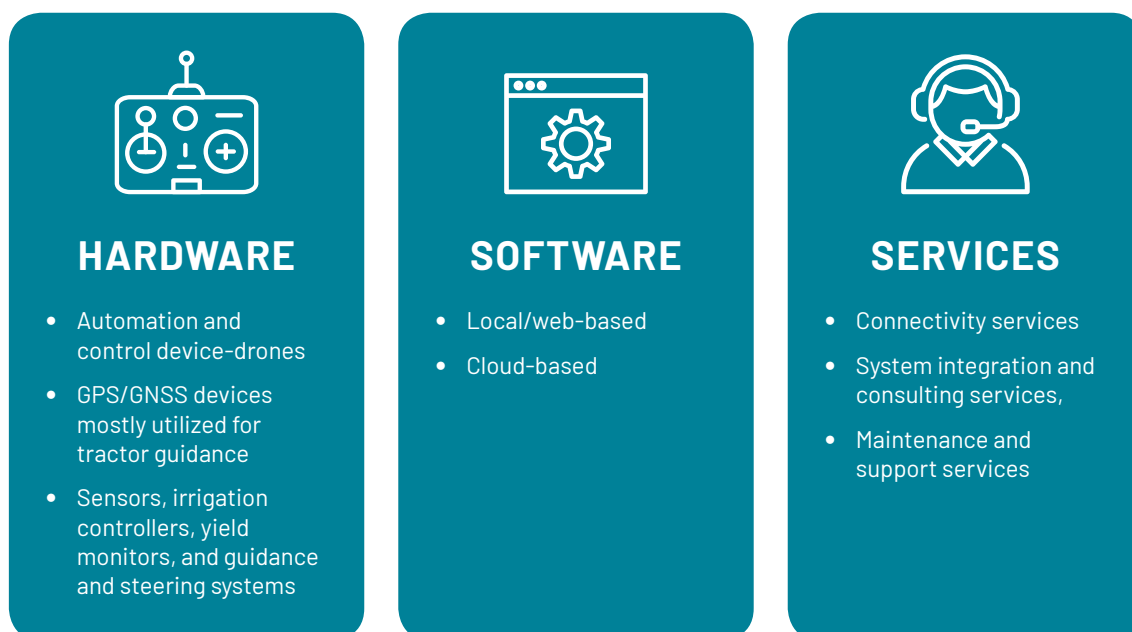 HARDWARE
• Automation and
control device-drones
• GPS/GNSS devices
mostly utilized for
tractor guidance
• Sensors, irrigation
controllers, yield
monitors, and guidance
and steering systems
SOFTWARE
• Local/web-based
• Cloud-based
SERVICES
• Connectivity services
• System integration and
consulting services,
• Maintenance and
support services